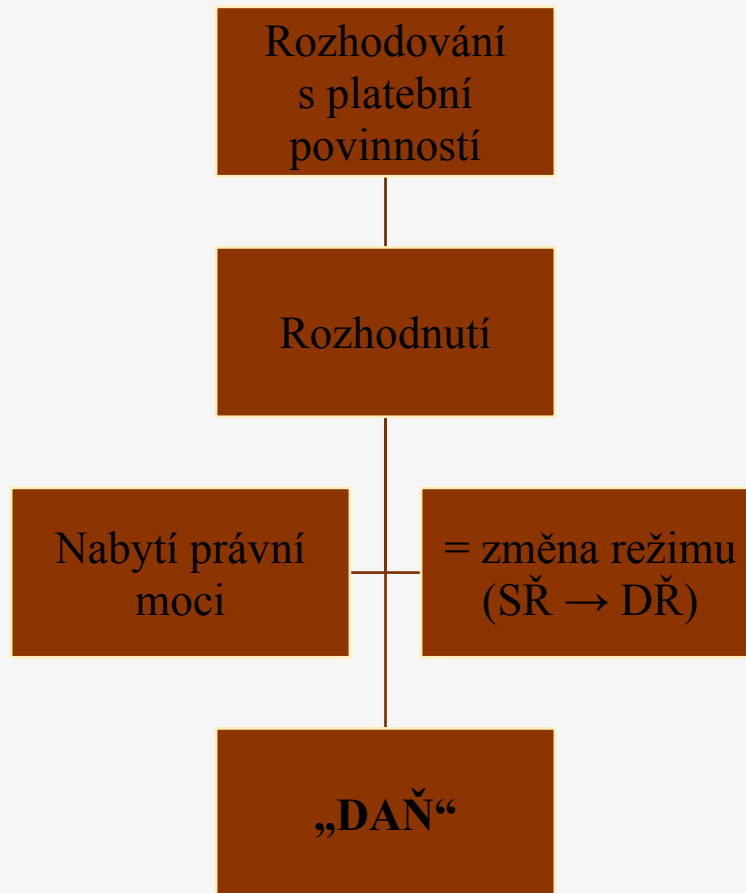 Rozhodování
s platební
povinností
Rozhodnutí
Nabytí právní
moci
= změna režimu
(SŘ → DŘ)
„DAŇ“